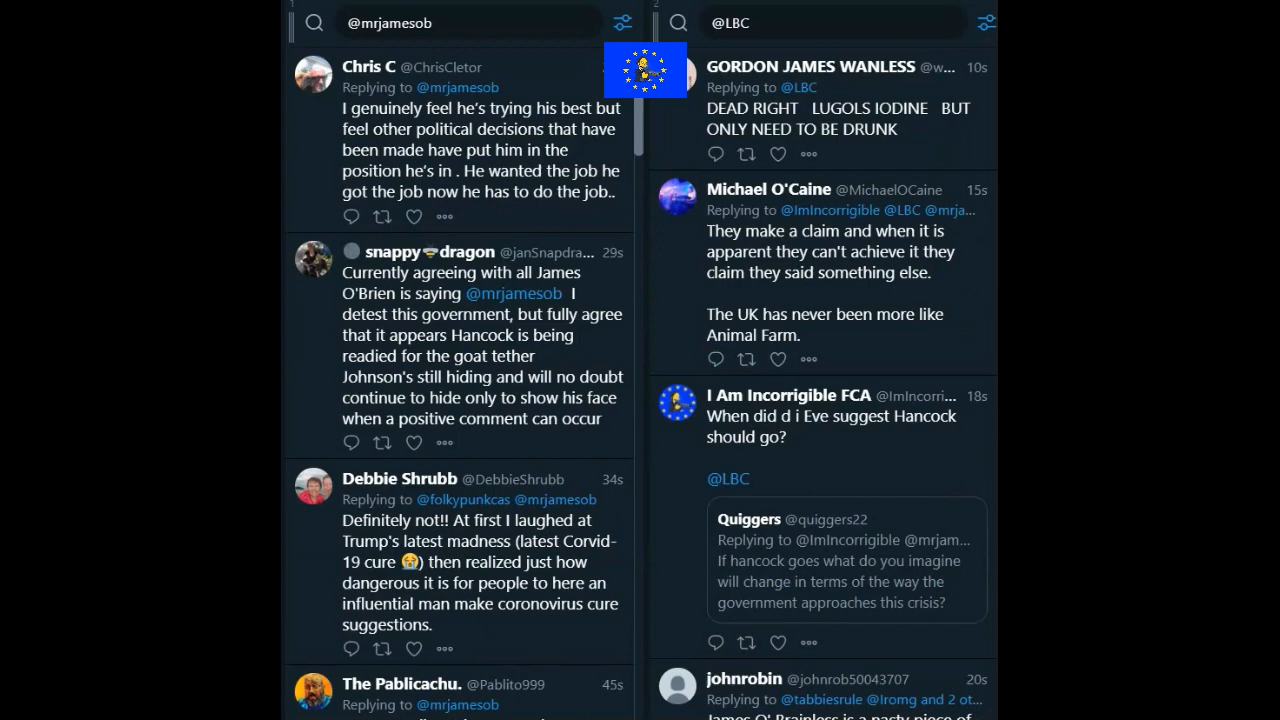 1
@mrjamesob
Chris C @ChrisCletor
Replying to @mrjamesob
I genuinely feel he's trying his best but
feel other political decisions that have
been made have put him in the
position he's in . He wanted the job he
got the job now he has to do the job..
snappy dragon @janSnapdra... 29s
Currently agreeing with all James
O'Brien is saying @mrjamesob I
detest this government, but fully agree
that it appears Hancock is being
readied for the goat tether
Johnson's still hiding and will no doubt
continue to hide only to show his face
when a positive comment can occur
Debbie Shrubb @DebbieShrubb 34s
Replying to @folkypunkcas @mrjamesob
Definitely not!! At first I laughed at
Trump's latest madness (latest Corvid-
19 cure 😭) then realized just how
dangerous it is for people to here an
influential man make coronovirus cure
suggestions.
The Pablicachu. @Pablito999 45s
Replying to @mrjamesob
2
@LBC
GORDON JAMES WANLESS @w... 10s
Replying to @LBC
DEAD RIGHT LUGOLS IODINE BUT
ONLY NEED TO BE DRUNK
Michael O'Caine @MichaelOCaine 15s
Replying to @ImIncorrigible @LBC @mrja...
They make a claim and when it is
apparent they can't achieve it they
claim they said something else.
The UK has never been more like
Animal Farm.
I Am Incorrigible FCA @ImIncorri... 18s
When did d i Eve suggest Hancock
should go?
@LBC
Quiggers @quiggers22
Replying to @ImIncorrigible @mrjam...
If hancock goes what do you imagine
will change in terms of the way the
government approaches this crisis?
johnrobin @johnrob50043707 20s
Replying to @tabbiesrule @Iromg and 2 ot...
James O' Brainless is a nasty piece of